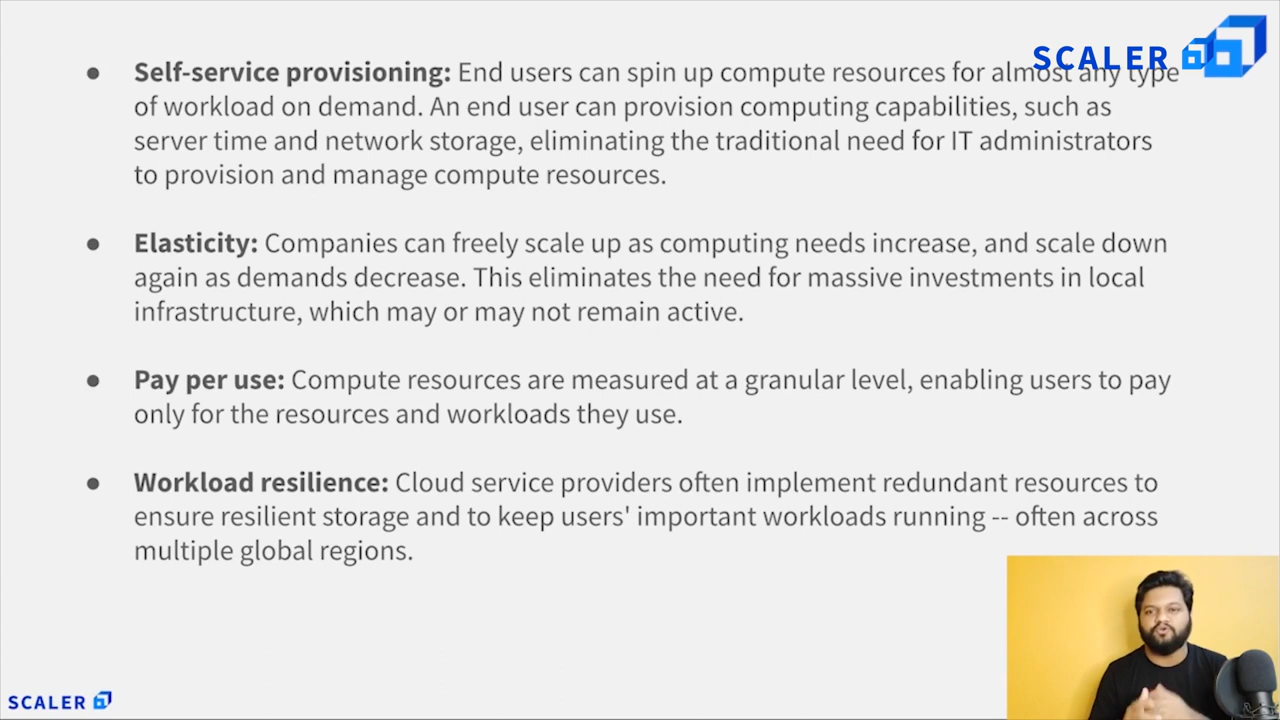 SCALER
● Self-service provisioning: End users can spin up compute resources for almost any type
of workload on demand. An end user can provision computing capabilities, such as
server time and network storage, eliminating the traditional need for IT administrators
to provision and manage compute resources.
● Elasticity: Companies can freely scale up as computing needs increase, and scale down
again as demands decrease. This eliminates the need for massive investments in local
infrastructure, which may or may not remain active.
● Pay per use: Compute resources are measured at a granular level, enabling users to pay
only for the resources and workloads they use.
● Workload resilience: Cloud service providers often implement redundant resources to
ensure resilient storage and to keep users' important workloads running -- often across
multiple global regions.
SCALER